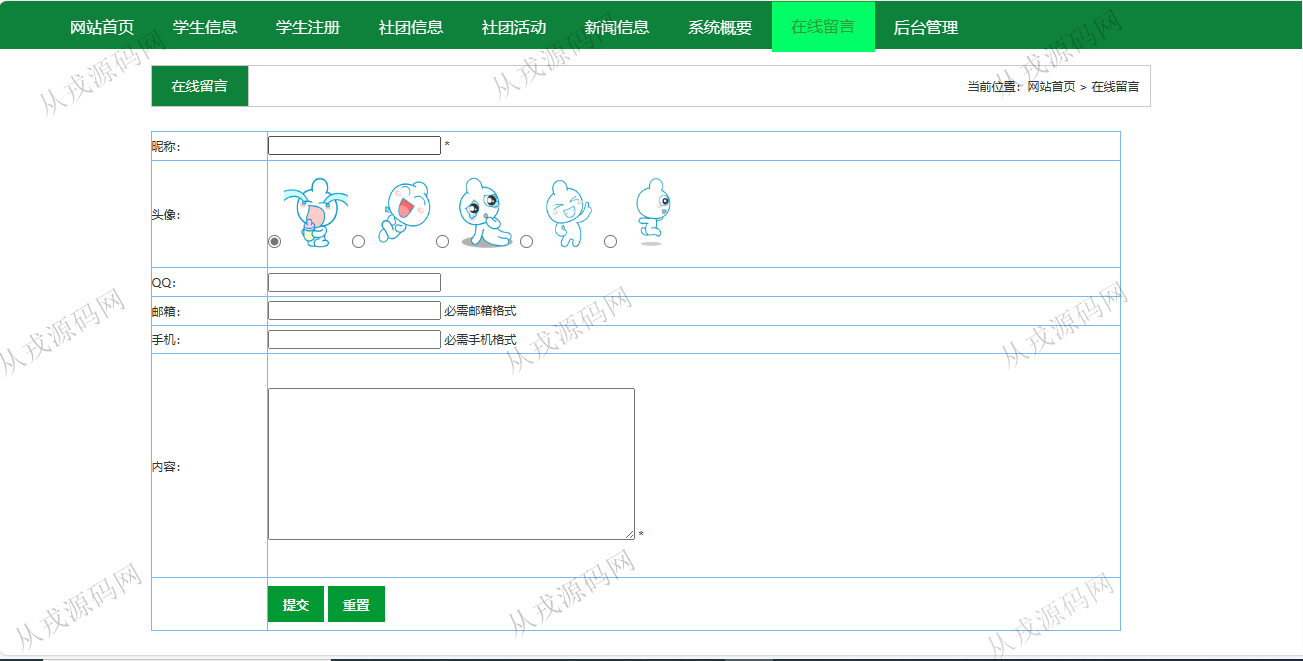 网站首页 学生信息 学生注册 社团信息 社团活动 新闻信息 系统概要 在线留言 后台管理
在线留言
当前位置：网站首页 > 在线留言
昵称：
*
头像：
QQ：
邮箱：
必需邮箱格式
手机：
必需手机格式
内容：
*
提交 重置
从戎源码网
从戎源码网
从戎源码网
从戎源码网
从戎源码网
从戎源码网
从戎源码网
从戎源码网
从戎源码网